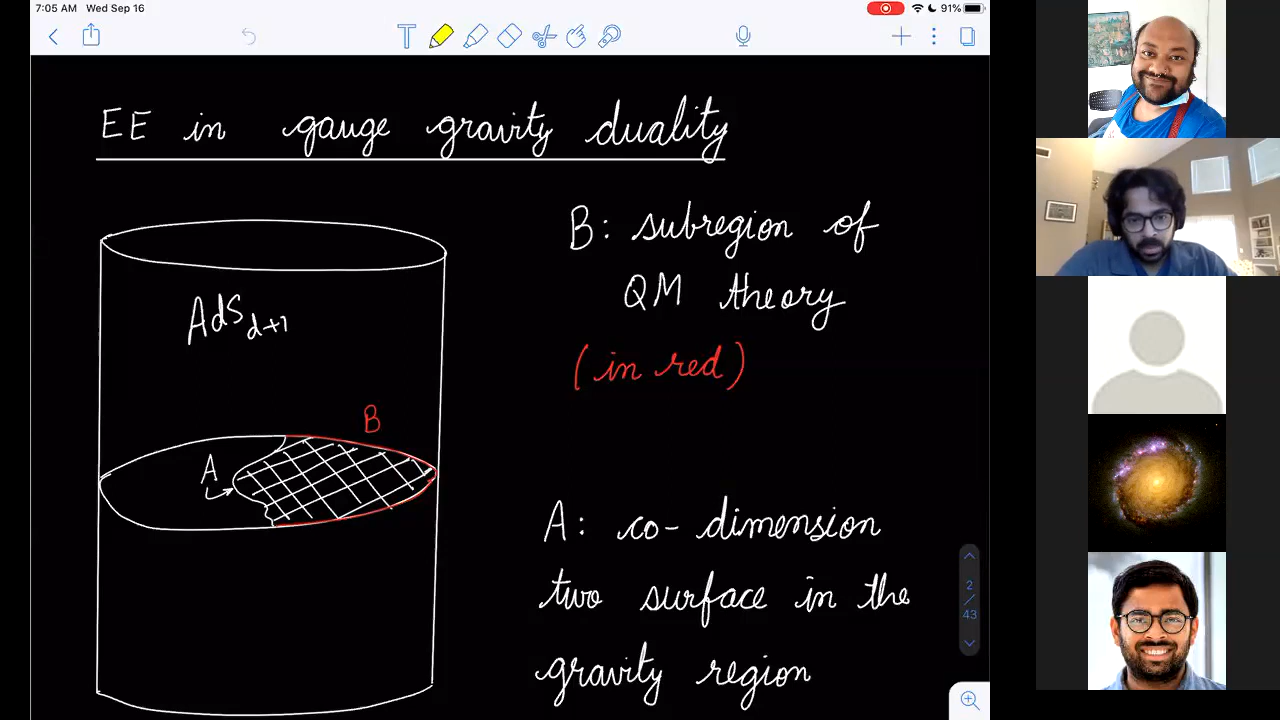 7:05 AM Wed Sep 16
91%
T
EE in gauge gravity duality
B: subregion of
QM theory
(in red)
AdS_{d+1}
B
A
A: co-dimension
two surface in the
gravity region
2
/
43